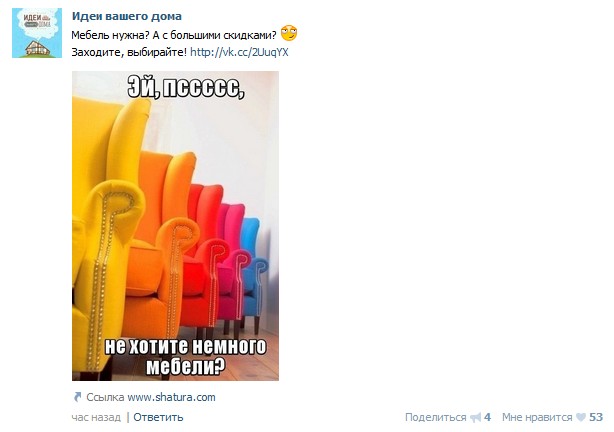 ИДЕИ
ДОМА
Идеи вашего дома
Мебель нужна? А с большими скидками?
Заходите, выбирайте! http://vk.cc/2UuqYX
Эй, пссссс,
не хотите немного
мебели?
Ссылка www.shatura.com
час назад | Ответить
Поделиться 4 Мне нравится 53